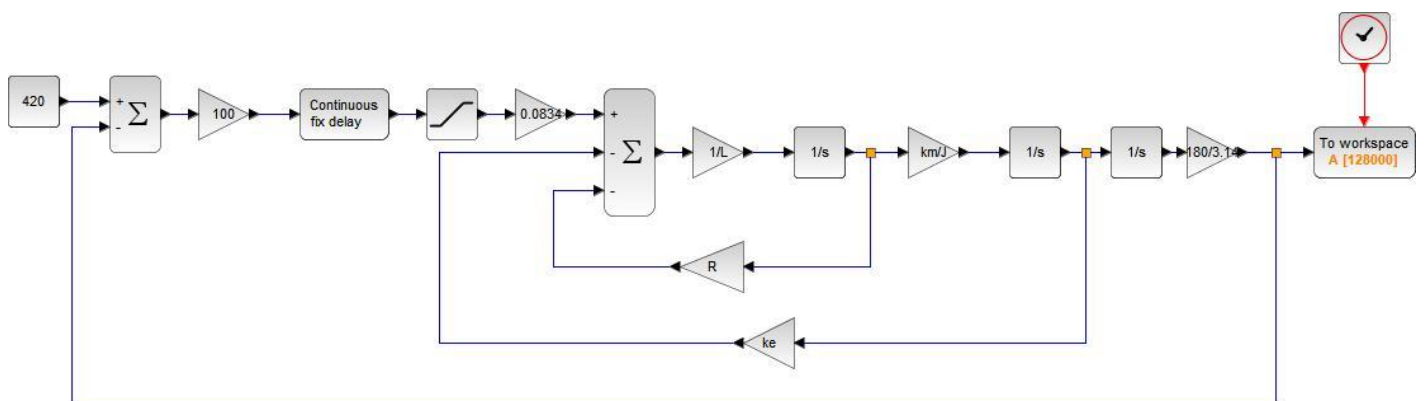 420
+
-
Σ
100
Continuous
fix delay
0.0834
+
-
-
Σ
1/L
1/s
km/J
1/s
1/s
180/3.14
To workspace
A [128000]
R
ke